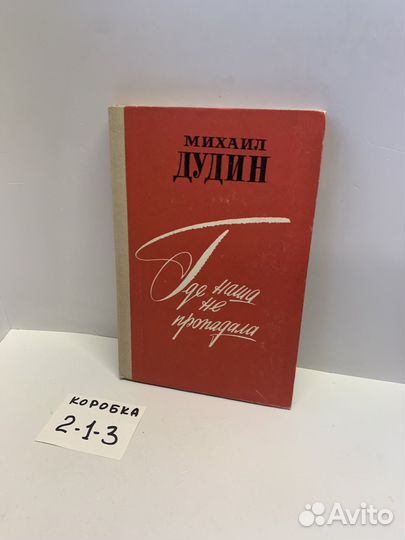 МИХАИЛ
ДУДИН
Где наша
не
пропадала
КОРОБКА
2-1-3
Avito